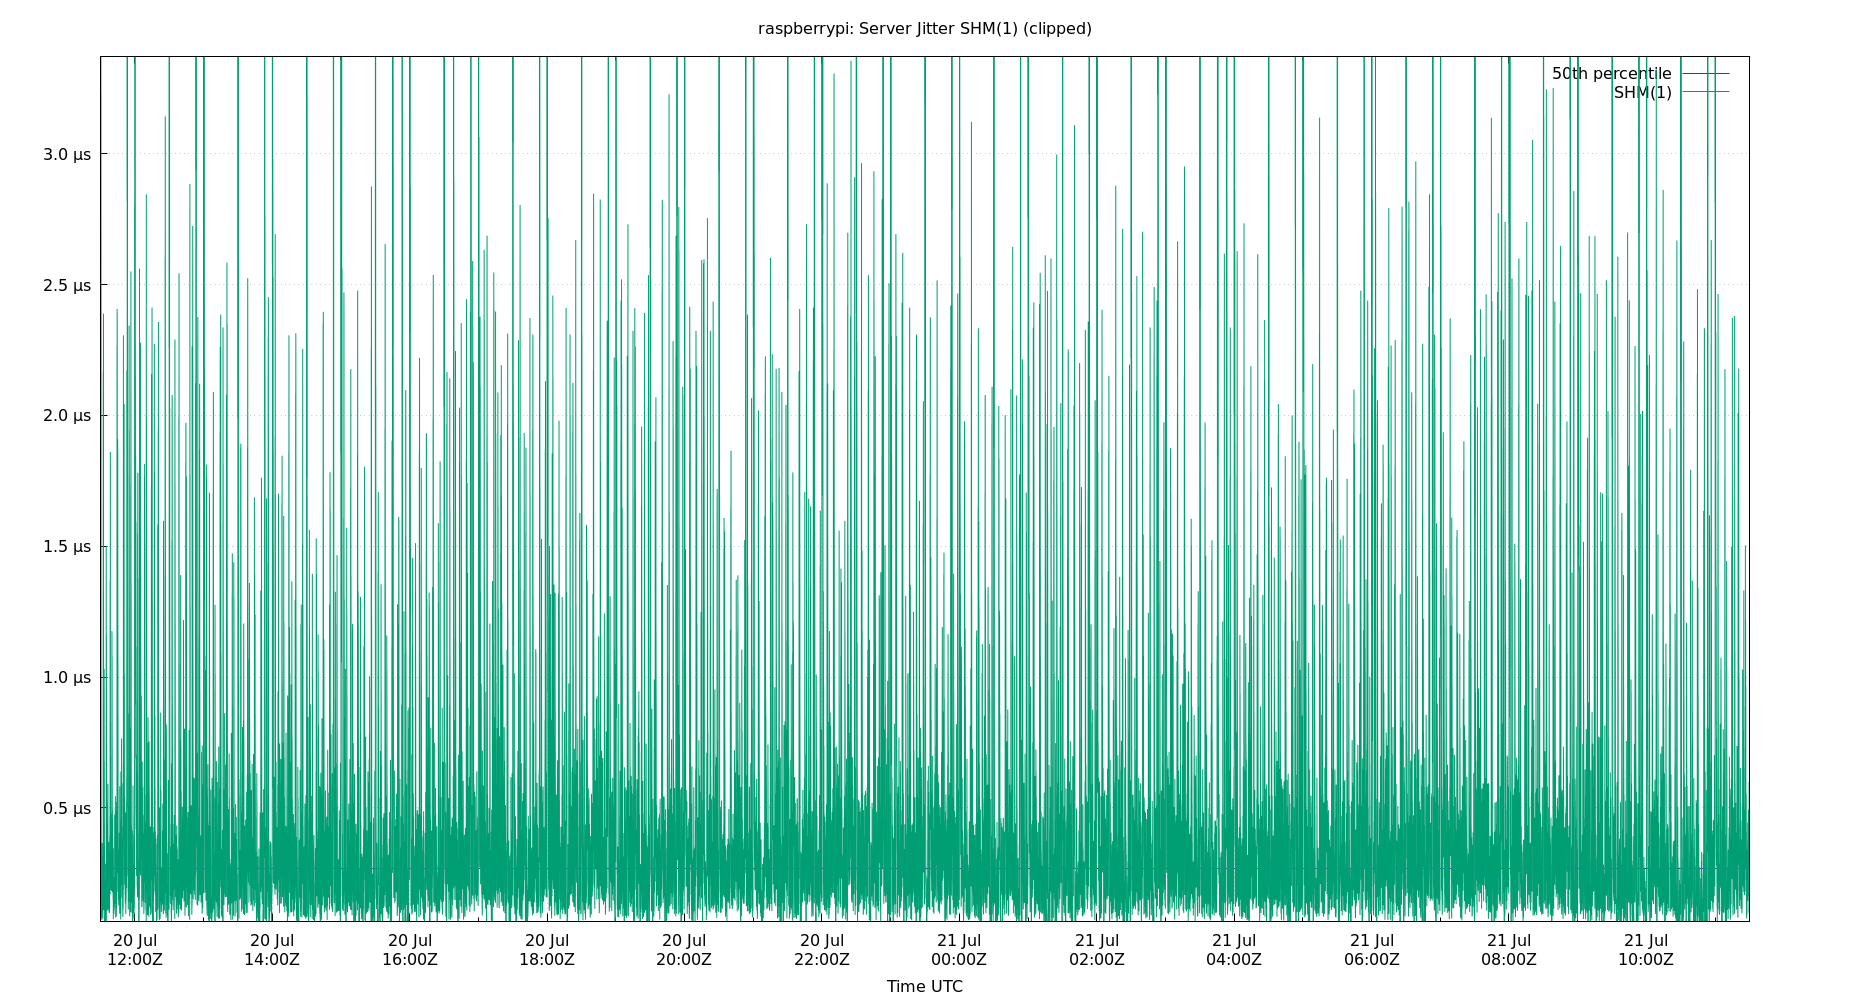 raspberrypi: Server Jitter SHM(1) (clipped)
50th percentile
SHM(1)
3.0 µs
2.5 µs
2.0 µs
1.5 µs
1.0 µs
0.5 µs
20 Jul 20 Jul 20 Jul 20 Jul 20 Jul 20 Jul 21 Jul 21 Jul 21 Jul 21 Jul 21 Jul 21 Jul
12:00Z 14:00Z 16:00Z 18:00Z 20:00Z 22:00Z 00:00Z 02:00Z 04:00Z 06:00Z 08:00Z 10:00Z
Time UTC